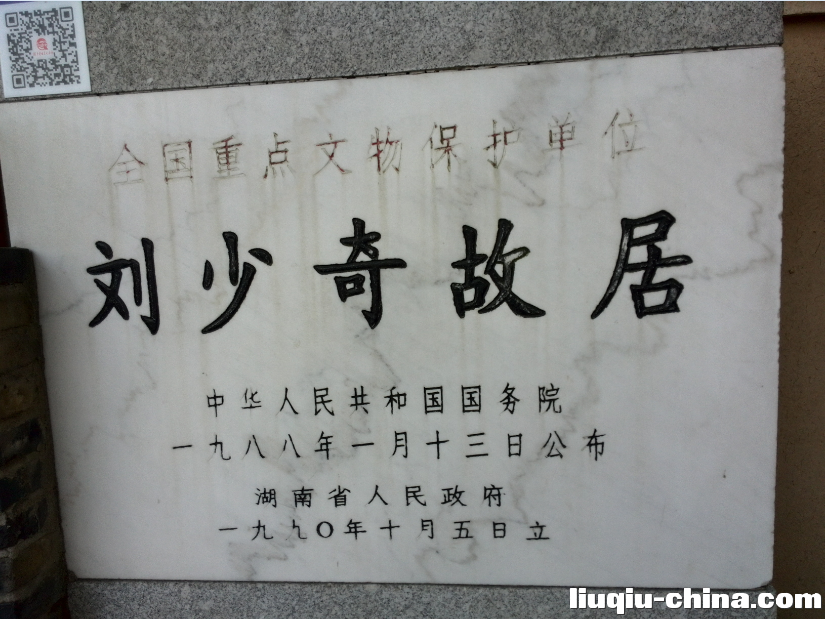 全国重点文物保护单位
刘少奇故居
中华人民共和国国务院
一九八八年一月十三日公布
湖南省人民政府
一九九〇年十月五日立
liuqiu-china.com